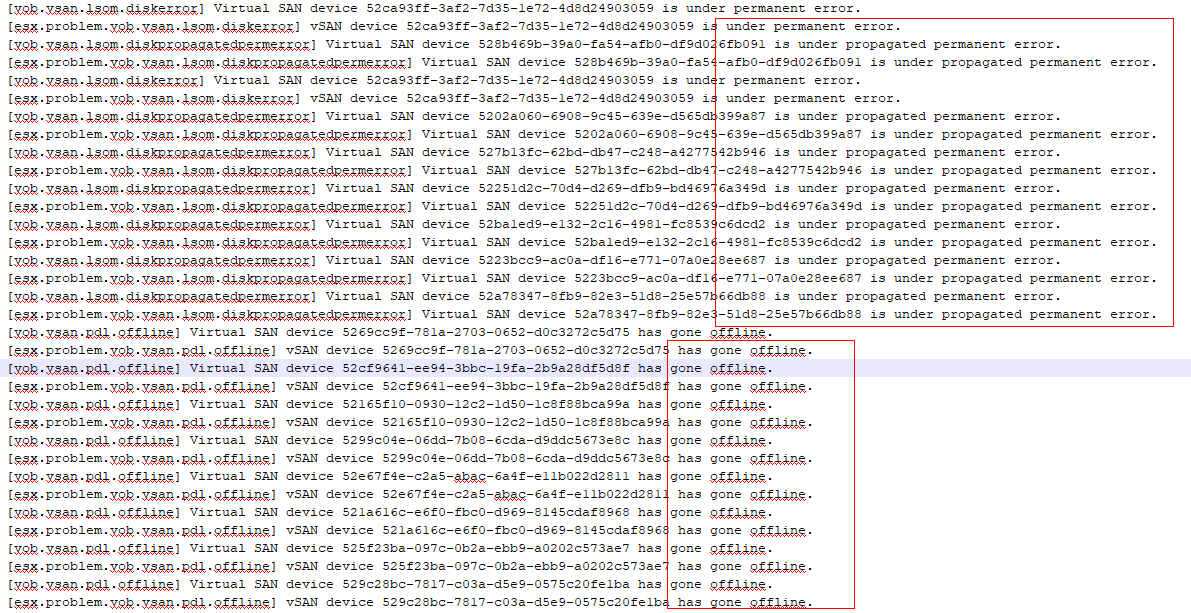 [vob.vsan.lsom.diskerror] Virtual SAN device 52ca93ff-3af2-7d35-1e72-4d8d24903059 is under permanent error.
[esx.problem.vob.vsan.lsom.diskerror] vSAN device 52ca93ff-3af2-7d35-1e72-4d8d24903059 is under permanent error.
[vob.vsan.lsom.diskpropagatedpermerror] Virtual SAN device 528b469b-39a0-fa54-afb0-df9d026fb091 is under propagated permanent error.
[esx.problem.vob.vsan.lsom.diskpropagatedpermerror] Virtual SAN device 528b469b-39a0-fa54-afb0-df9d026fb091 is under propagated permanent error.
[vob.vsan.lsom.diskerror] Virtual SAN device 52ca93ff-3af2-7d35-1e72-4d8d24903059 is under permanent error.
[esx.problem.vob.vsan.lsom.diskerror] vSAN device 52ca93ff-3af2-7d35-1e72-4d8d24903059 is under permanent error.
[vob.vsan.lsom.diskpropagatedpermerror] Virtual SAN device 5202a060-6908-9c45-639e-d565db399a87 is under propagated permanent error.
[esx.problem.vob.vsan.lsom.diskpropagatedpermerror] Virtual SAN device 5202a060-6908-9c45-639e-d565db399a87 is under propagated permanent error.
[vob.vsan.lsom.diskpropagatedpermerror] Virtual SAN device 527b13fc-62bd-db47-c248-a4277542b946 is under propagated permanent error.
[esx.problem.vob.vsan.lsom.diskpropagatedpermerror] Virtual SAN device 527b13fc-62bd-db47-c248-a4277542b946 is under propagated permanent error.
[vob.vsan.lsom.diskpropagatedpermerror] Virtual SAN device 52251d2c-70d4-d269-dfb9-bd46976a349d is under propagated permanent error.
[esx.problem.vob.vsan.lsom.diskpropagatedpermerror] Virtual SAN device 52251d2c-70d4-d269-dfb9-bd46976a349d is under propagated permanent error.
[vob.vsan.lsom.diskpropagatedpermerror] Virtual SAN device 52ba1ed9-e132-2c16-4981-fc8539c6dcd2 is under propagated permanent error.
[esx.problem.vob.vsan.lsom.diskpropagatedpermerror] Virtual SAN device 52ba1ed9-e132-2c16-4981-fc8539c6dcd2 is under propagated permanent error.
[vob.vsan.lsom.diskpropagatedpermerror] Virtual SAN device 5223bcc9-ac0a-df16-e771-07a0e28ee687 is under propagated permanent error.
[esx.problem.vob.vsan.lsom.diskpropagatedpermerror] Virtual SAN device 5223bcc9-ac0a-df16-e771-07a0e28ee687 is under propagated permanent error.
[vob.vsan.lsom.diskpropagatedpermerror] Virtual SAN device 52a78347-8fb9-82e3-51d8-25e57b66db88 is under propagated permanent error.
[esx.problem.vob.vsan.lsom.diskpropagatedpermerror] Virtual SAN device 52a78347-8fb9-82e3-51d8-25e57b66db88 is under propagated permanent error.
[vob.vsan.pdl.offline] Virtual SAN device 5269cc9f-781a-2703-0652-d0c3272c5d75 has gone offline.
[esx.problem.vob.vsan.pdl.offline] vSAN device 5269cc9f-781a-2703-0652-d0c3272c5d75 has gone offline.
[vob.vsan.pdl.offline] Virtual SAN device 52cf9641-ee94-3bbc-19fa-2b9a28df5d8f has gone offline.
[esx.problem.vob.vsan.pdl.offline] vSAN device 52cf9641-ee94-3bbc-19fa-2b9a28df5d8f has gone offline.
[vob.vsan.pdl.offline] Virtual SAN device 52165f10-0930-12c2-1d50-1c8f88bca99a has gone offline.
[esx.problem.vob.vsan.pdl.offline] vSAN device 52165f10-0930-12c2-1d50-1c8f88bca99a has gone offline.
[vob.vsan.pdl.offline] Virtual SAN device 5299c04e-06dd-7b08-6cda-d9ddc5673e8c has gone offline.
[esx.problem.vob.vsan.pdl.offline] vSAN device 5299c04e-06dd-7b08-6cda-d9ddc5673e8c has gone offline.
[vob.vsan.pdl.offline] Virtual SAN device 52e67f4e-c2a5-abac-6a4f-e11b022d2811 has gone offline.
[esx.problem.vob.vsan.pdl.offline] vSAN device 52e67f4e-c2a5-abac-6a4f-e11b022d2811 has gone offline.
[vob.vsan.pdl.offline] Virtual SAN device 521a616c-e6f0-fbc0-d969-8145cdaf8968 has gone offline.
[esx.problem.vob.vsan.pdl.offline] vSAN device 521a616c-e6f0-fbc0-d969-8145cdaf8968 has gone offline.
[vob.vsan.pdl.offline] Virtual SAN device 525f23ba-097c-0b2a-ebb9-a0202c573ae7 has gone offline.
[esx.problem.vob.vsan.pdl.offline] vSAN device 525f23ba-097c-0b2a-ebb9-a0202c573ae7 has gone offline.
[vob.vsan.pdl.offline] Virtual SAN device 529c28bc-7817-c03a-d5e9-0575c20fe1ba has gone offline.
[esx.problem.vob.vsan.pdl.offline] vSAN device 529c28bc-7817-c03a-d5e9-0575c20fe1ba has gone offline.